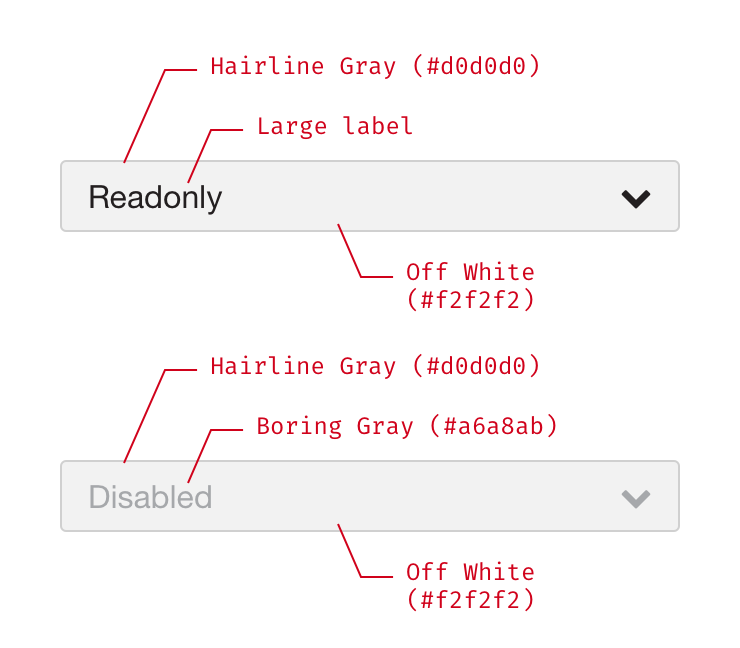 Hairline Gray (#d0d0d0)
Large label
Readonly
Off White
(#f2f2f2)
Hairline Gray (#d0d0d0)
Boring Gray (#a6a8ab)
Disabled
Off White
(#f2f2f2)